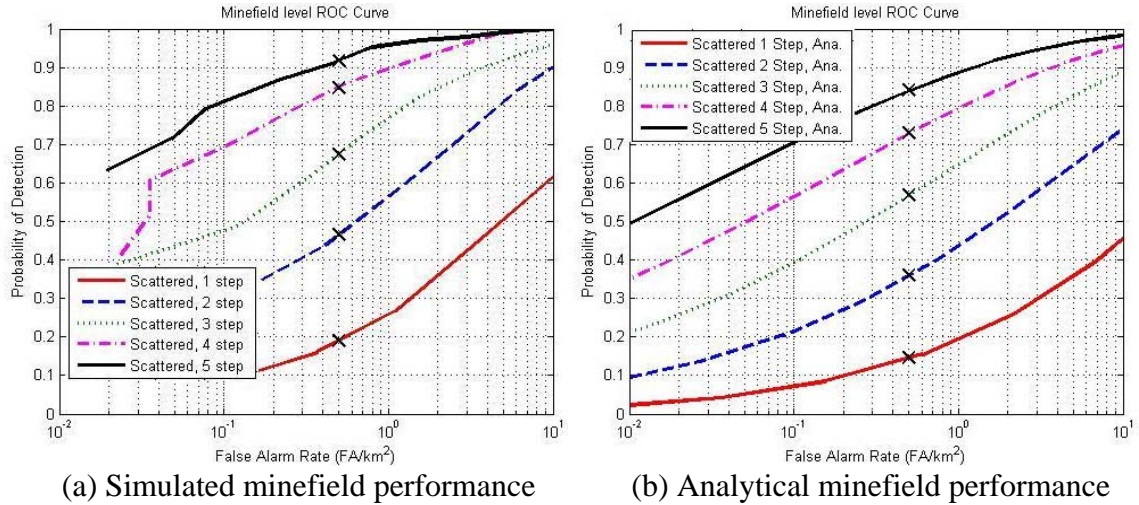 Minefield level ROC Curve
1
0.9
0.8
0.7
0.6
0.5
0.4
0.3
0.2
0.1
0
Probability of Detection
Scattered, 1 step
Scattered, 2 step
Scattered, 3 step
Scattered, 4 step
Scattered, 5 step
10^-2
10^-1
10^0
10^1
False Alarm Rate (FA/km²)
(a) Simulated minefield performance
Minefield level ROC Curve
1
0.9
0.8
0.7
0.6
0.5
0.4
0.3
0.2
0.1
0
Probability of Detection
Scattered 1 Step, Ana.
Scattered 2 Step, Ana.
Scattered 3 Step, Ana.
Scattered 4 Step, Ana.
Scattered 5 Step, Ana.
10^-2
10^-1
10^0
10^1
False Alarm Rate (FA/km²)
(b) Analytical minefield performance